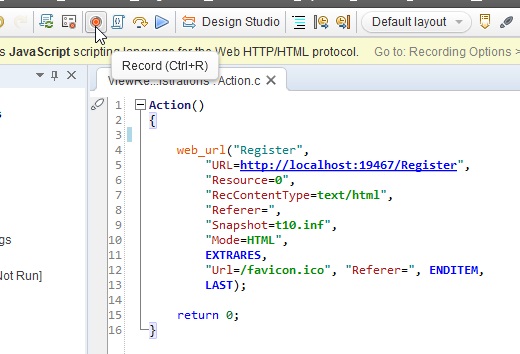 Design Studio Default layout
s JavaScript scripting language for the Web HTTP/HTML protocol. Go to: Recording Options >
Record (Ctrl+R)
ViewRe...istrations : Action.c
1 Action()
2 {
3
4 web_url("Register",
5 "URL=http://localhost:19467/Register",
6 "Resource=0",
7 "RecContentType=text/html",
8 "Referer=",
9 "Snapshot=t10.inf",
10 "Mode=HTML",
11 EXTRARES,
12 "Url=/favicon.ico", "Referer=", ENDITEM,
13 LAST);
14
15 return 0;
16 }
s
gs
Not Run]